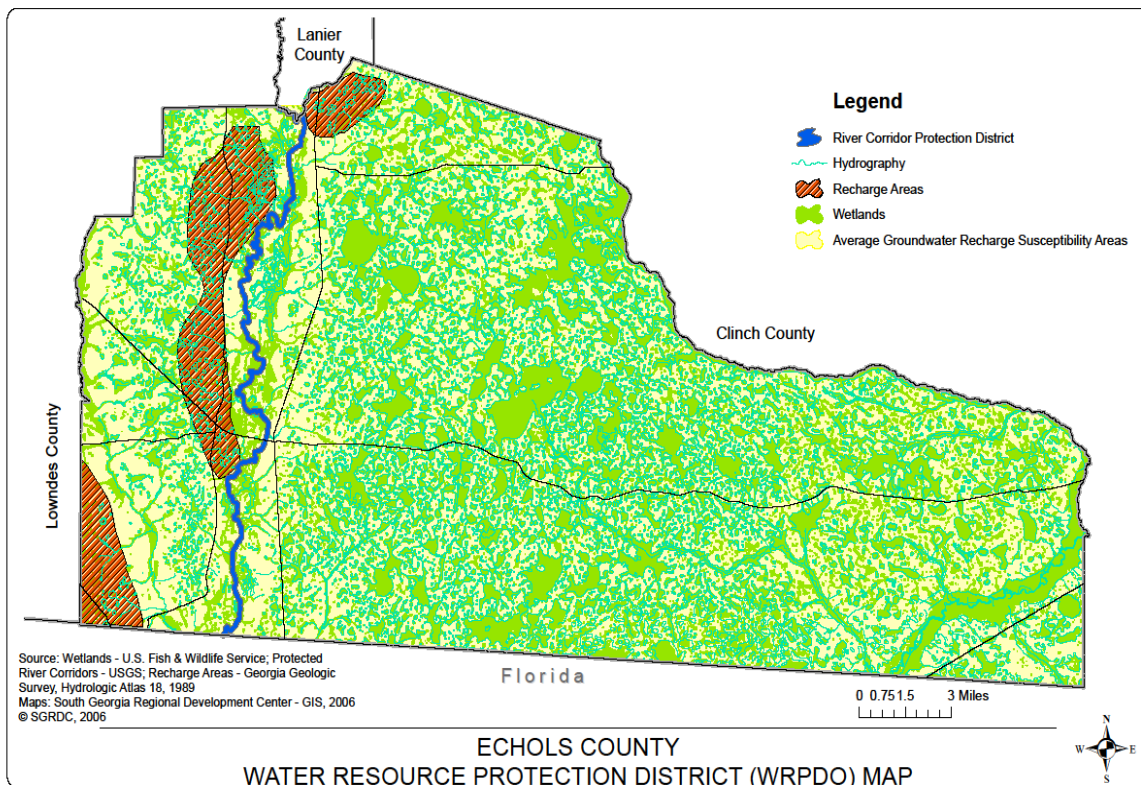 Lanier
County
Legend
River Corridor Protection District
Hydrography
Recharge Areas
Wetlands
Average Groundwater Recharge Susceptibility Areas
Clinch County
Lowndes County
Source: Wetlands - U.S. Fish & Wildlife Service; Protected
River Corridors - USGS; Recharge Areas - Georgia Geologic
Survey, Hydrologic Atlas 18, 1989
Maps: South Georgia Regional Development Center - GIS, 2006
© SGRDC, 2006
Florida
0 0.751.5 3 Miles
ECHOLS COUNTY
WATER RESOURCE PROTECTION DISTRICT (WRPDO) MAP
N
W E
S